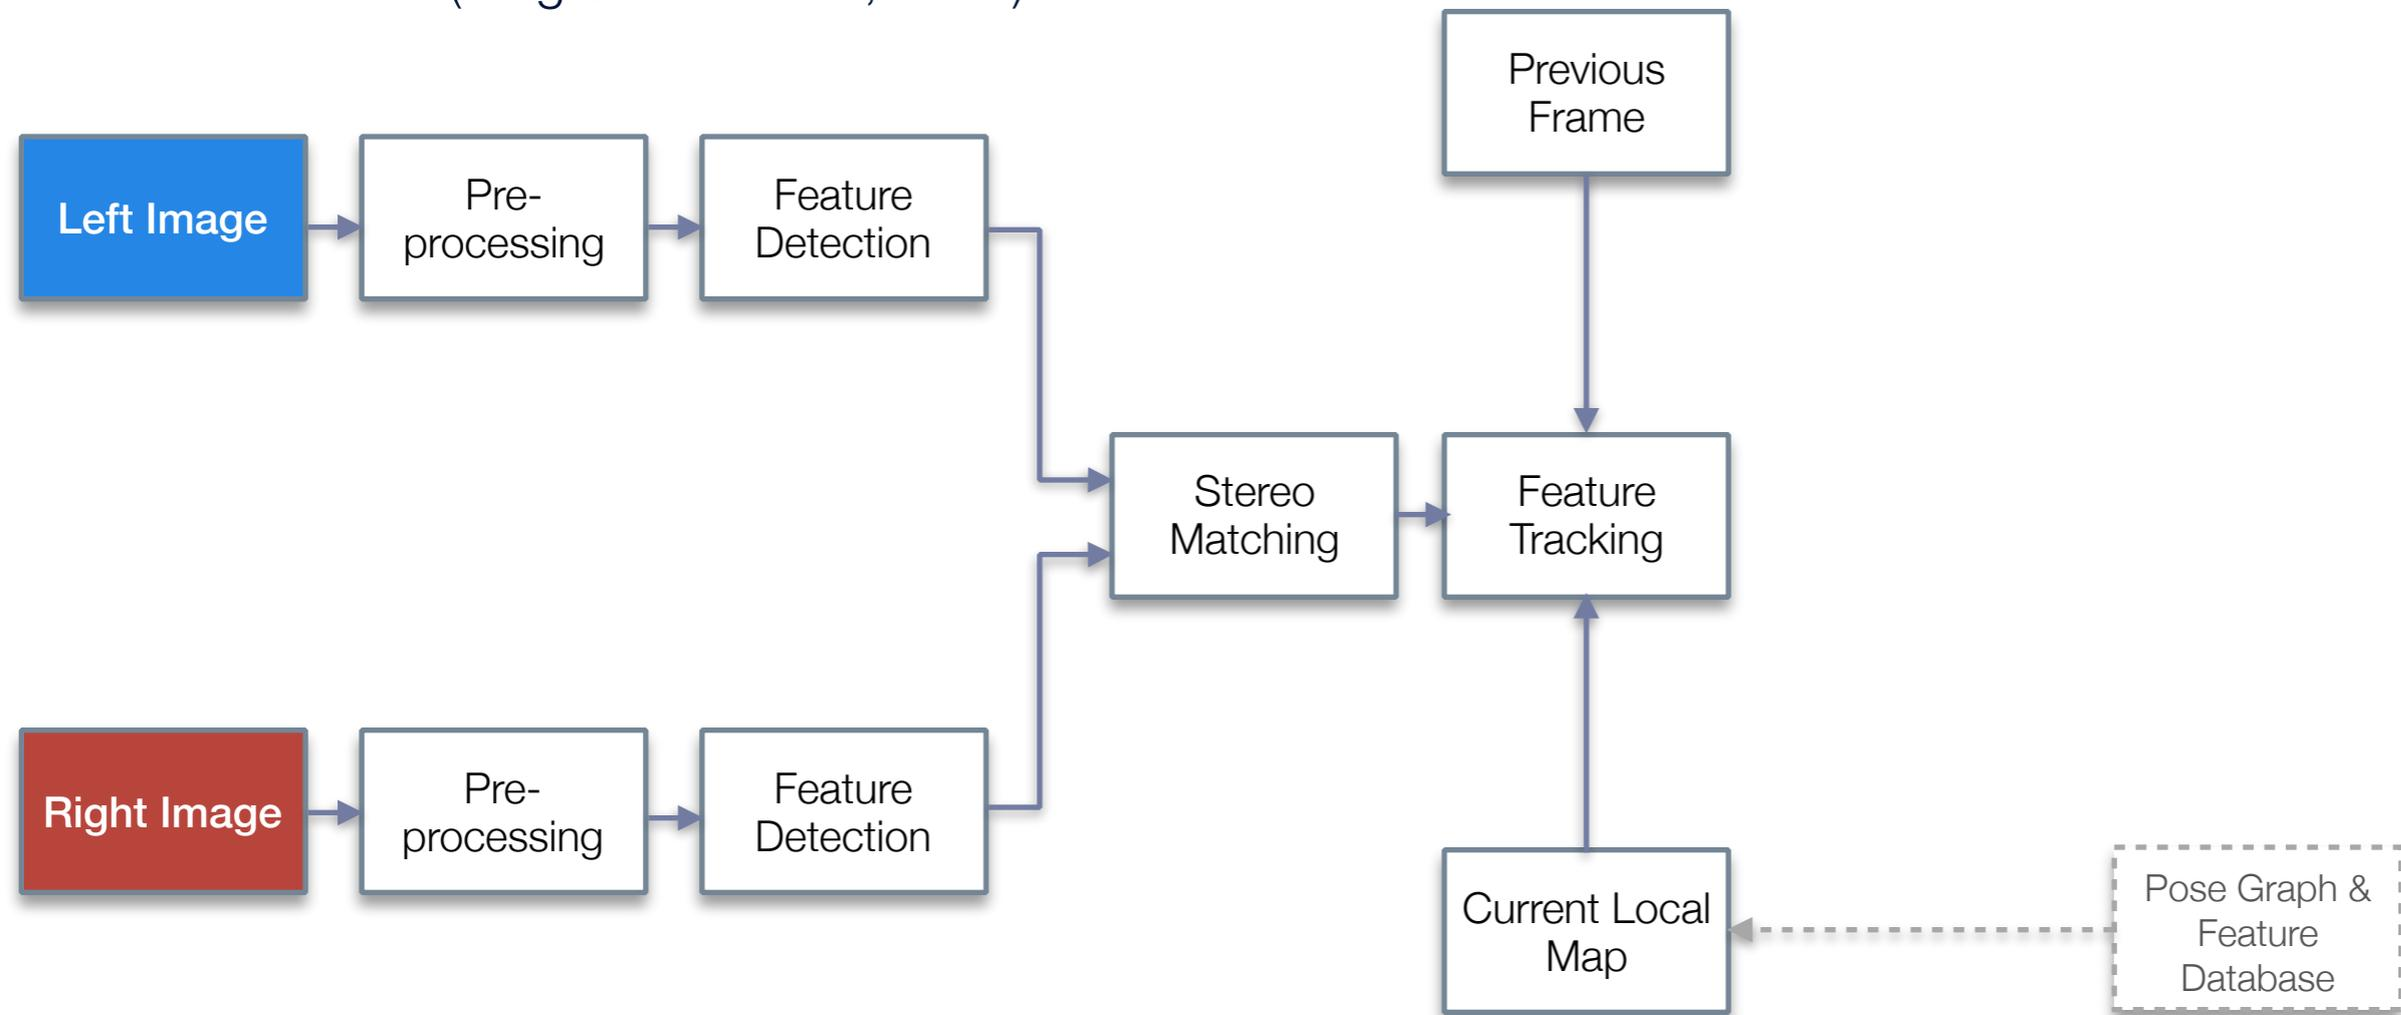 Previous
Frame
Left Image
Pre-
processing
Feature
Detection
Stereo
Matching
Feature
Tracking
Right Image
Pre-
processing
Feature
Detection
Current Local
Map
Pose Graph &
Feature
Database